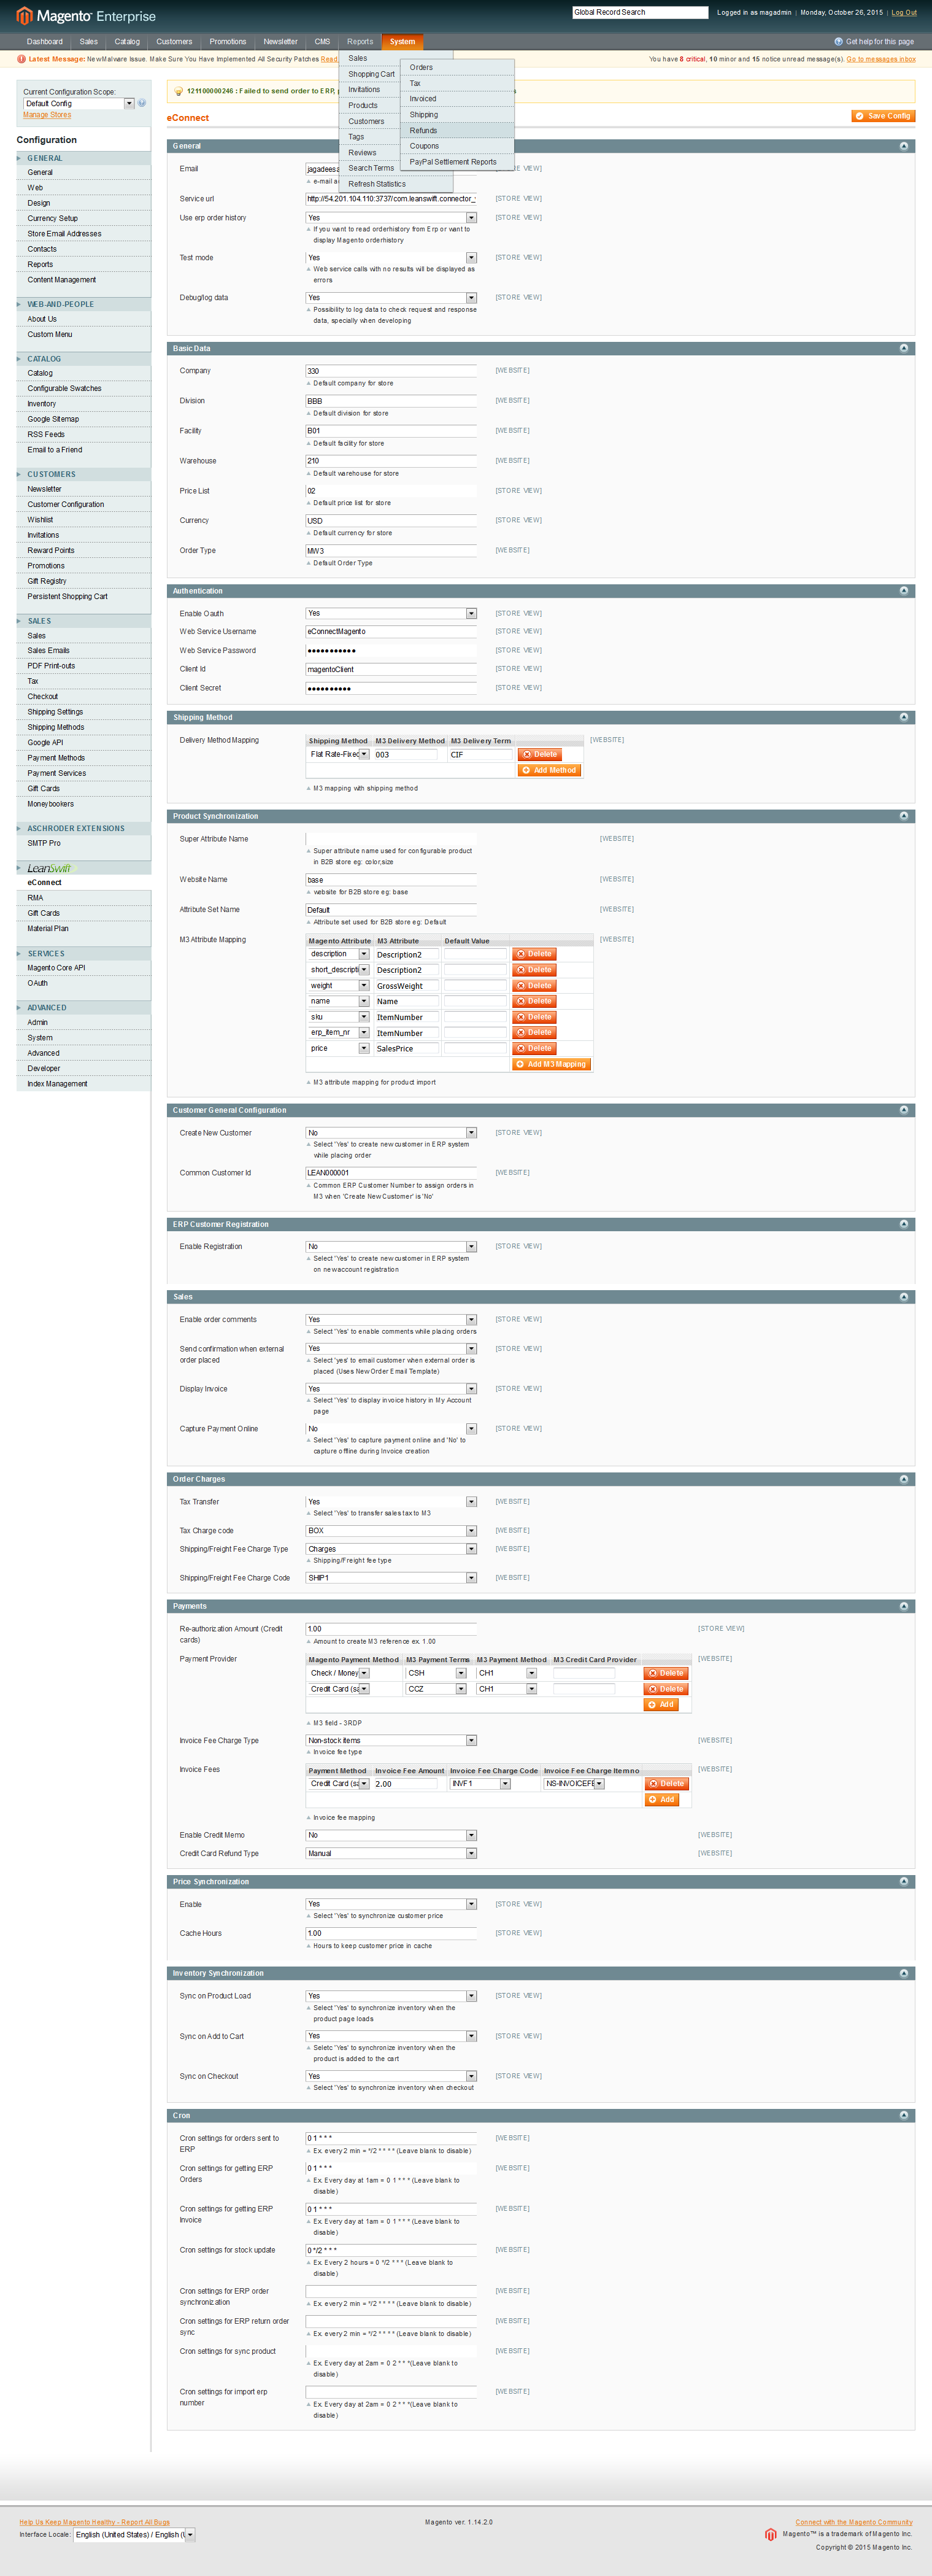 Magento Enterprise
Global Record Search
Logged in as magadmin | Monday, October 26, 2015 | Log Out
Dashboard Sales Catalog Customers Promotions Newsletter CMS Reports System
Get help for this page
Latest Message: New Malware Issue. Make Sure You Have Implemented All Security Patches Read
You have 8 critical, 10 minor and 15 notice unread message(s). Go to messages inbox
Sales
Shopping Cart
Invitations
Products
Customers
Tags
Reviews
Search Terms
Refresh Statistics
Orders
Tax
Invoiced
Shipping
Refunds
Coupons
PayPal Settlement Reports
Current Configuration Scope:
Default Config
Manage Stores
Configuration
GENERAL
General
Web
Design
Currency Setup
Store Email Addresses
Contacts
Reports
Content Management
WEB-AND-PEOPLE
About Us
Custom Menu
CATALOG
Catalog
Configurable Swatches
Inventory
Google Sitemap
RSS Feeds
Email to a Friend
CUSTOMERS
Newsletter
Customer Configuration
Wishlist
Invitations
Reward Points
Promotions
Gift Registry
Persistent Shopping Cart
SALES
Sales
Sales Emails
PDF Print-outs
Tax
Checkout
Shipping Settings
Shipping Methods
Google API
Payment Methods
Payment Services
Gift Cards
Moneybookers
ASCHRODER EXTENSIONS
SMTP Pro
LeanSwift
eConnect
RMA
Gift Cards
Material Plan
SERVICES
Magento Core API
OAuth
ADVANCED
Admin
System
Advanced
Developer
Index Management
121100000246 : Failed to send order to ERP,
eConnect
Save Config
General
Email jagadeesa [STORE VIEW]
e-mail a
Service url http://54.201.104.110:3737/com.leanswift.connector_ [STORE VIEW]
Use erp order history Yes [STORE VIEW]
If you want to read orderhistory from Erp or want to
display Magento orderhistory
Test mode Yes [STORE VIEW]
Web service calls with no results will be displayed as
errors
Debug/log data Yes [STORE VIEW]
Possibility to log data to check request and response
data, specially when developing
Basic Data
Company 330 [WEBSITE]
Default company for store
Division BBB [WEBSITE]
Default division for store
Facility B01 [WEBSITE]
Default facility for store
Warehouse 210 [WEBSITE]
Default warehouse for store
Price List 02 [STORE VIEW]
Default price list for store
Currency USD [STORE VIEW]
Default currency for store
Order Type MW3 [WEBSITE]
Default Order Type
Authentication
Enable Oauth Yes [STORE VIEW]
Web Service Username eConnectMagento [STORE VIEW]
Web Service Password ••••••••••• [STORE VIEW]
Client Id magentoClient [STORE VIEW]
Client Secret •••••••••• [STORE VIEW]
Shipping Method
Delivery Method Mapping Shipping Method M3 Delivery Method M3 Delivery Term [WEBSITE]
Flat Rate-Fixec 003 CIF Delete
Add Method
M3 mapping with shipping method
Product Synchronization
Super Attribute Name [WEBSITE]
Super attribute name used for configurable product
in B2B store eg: color,size
Website Name base [WEBSITE]
website for B2B store eg: base
Attribute Set Name Default [WEBSITE]
Attribute set used for B2B store eg: Default
M3 Attribute Mapping Magento Attribute M3 Attribute Default Value [WEBSITE]
description Description2 Delete
short_descripti Description2 Delete
weight GrossWeight Delete
name Name Delete
sku ItemNumber Delete
erp_item_nr ItemNumber Delete
price SalesPrice Delete
Add M3 Mapping
M3 attribute mapping for product import
Customer General Configuration
Create New Customer No [STORE VIEW]
Select 'Yes' to create new customer in ERP system
while placing order
Common Customer Id LEAN000001 [WEBSITE]
Common ERP Customer Number to assign orders in
M3 when 'Create New Customer' is 'No'
ERP Customer Registration
Enable Registration No [STORE VIEW]
Select 'Yes' to create new customer in ERP system
on new account registration
Sales
Enable order comments Yes [STORE VIEW]
Select 'Yes' to enable comments while placing orders
Send confirmation when external Yes [STORE VIEW]
order placed
Select 'yes' to email customer when external order is
placed (Uses New Order Email Template)
Display Invoice Yes [STORE VIEW]
Select 'Yes' to display invoice history in My Account
page
Capture Payment Online No [STORE VIEW]
Select 'Yes' to capture payment online and 'No' to
capture offline during Invoice creation
Order Charges
Tax Transfer Yes [WEBSITE]
Select 'Yes' to transfer sales tax to M3
Tax Charge code BOX [WEBSITE]
Shipping/Freight Fee Charge Type Charges [WEBSITE]
Shipping/Freight fee type
Shipping/Freight Fee Charge Code SHIP1 [WEBSITE]
Payments
Re-authorization Amount (Credit 1.00 [STORE VIEW]
cards)
Amount to create M3 reference ex. 1.00
Payment Provider Magento Payment Method M3 Payment Terms M3 Payment Method M3 Credit Card Provider [WEBSITE]
Check / Money CSH CH1 Delete
Credit Card (sa CCZ CH1 Delete
Add
M3 field - 3RDP
Invoice Fee Charge Type Non-stock items [WEBSITE]
Invoice fee type
Invoice Fees Payment Method Invoice Fee Amount Invoice Fee Charge Code Invoice Fee Charge Itemno [WEBSITE]
Credit Card (sa 2.00 INVF1 NS-INVOICEFE Delete
Add
Invoice fee mapping
Enable Credit Memo No [WEBSITE]
Credit Card Refund Type Manual [WEBSITE]
Price Synchronization
Enable Yes [STORE VIEW]
Select 'Yes' to synchronize customer price
Cache Hours 1.00 [STORE VIEW]
Hours to keep customer price in cache
Inventory Synchronization
Sync on Product Load Yes [STORE VIEW]
Select 'Yes' to synchronize inventory when the
product page loads
Sync on Add to Cart Yes [STORE VIEW]
Seletc 'Yes' to synchronize inventory when the
product is added to the cart
Sync on Checkout Yes [STORE VIEW]
Select 'Yes' to synchronize inventory when checkout
Cron
Cron settings for orders sent to 0 1 * * * [WEBSITE]
ERP
Ex. every 2 min = */2 * * * * (Leave blank to disable)
Cron settings for getting ERP 0 1 * * * [WEBSITE]
Orders
Ex. Every day at 1am = 0 1 * * * (Leave blank to
disable)
Cron settings for getting ERP 0 1 * * * [WEBSITE]
Invoice
Ex. Every day at 1am = 0 1 * * * (Leave blank to
disable)
Cron settings for stock update 0 */2 * * * [WEBSITE]
Ex. Every 2 hours = 0 */2 * * * (Leave blank to
disable)
Cron settings for ERP order [WEBSITE]
synchronization
Ex. every 2 min = */2 * * * * (Leave blank to disable)
Cron settings for ERP return order [WEBSITE]
sync
Ex. every 2 min = */2 * * * * (Leave blank to disable)
Cron settings for sync product [WEBSITE]
Ex. Every day at 2am = 0 2 * * *(Leave blank to
disable)
Cron settings for import erp [WEBSITE]
number
Ex. Every day at 2am = 0 2 * * *(Leave blank to
disable)
Help Us Keep Magento Healthy - Report All Bugs
Interface Locale: English (United States) / English (U
Magento ver. 1.14.2.0
Connect with the Magento Community
Magento™ is a trademark of Magento Inc.
Copyright © 2015 Magento Inc.